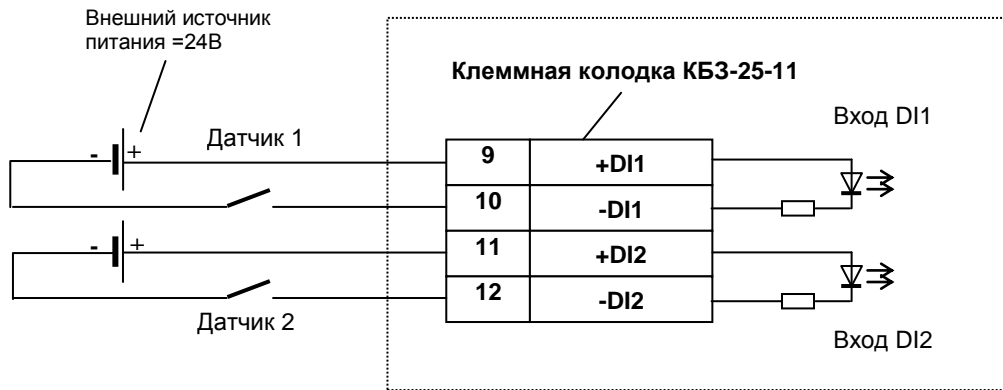 Внешний источник
питания =24В
Клеммная колодка КБЗ-25-11
Датчик 1
Вход DI1
- +
9 +DI1
10 -DI1
- +
11 +DI2
12 -DI2
Датчик 2
Вход DI2